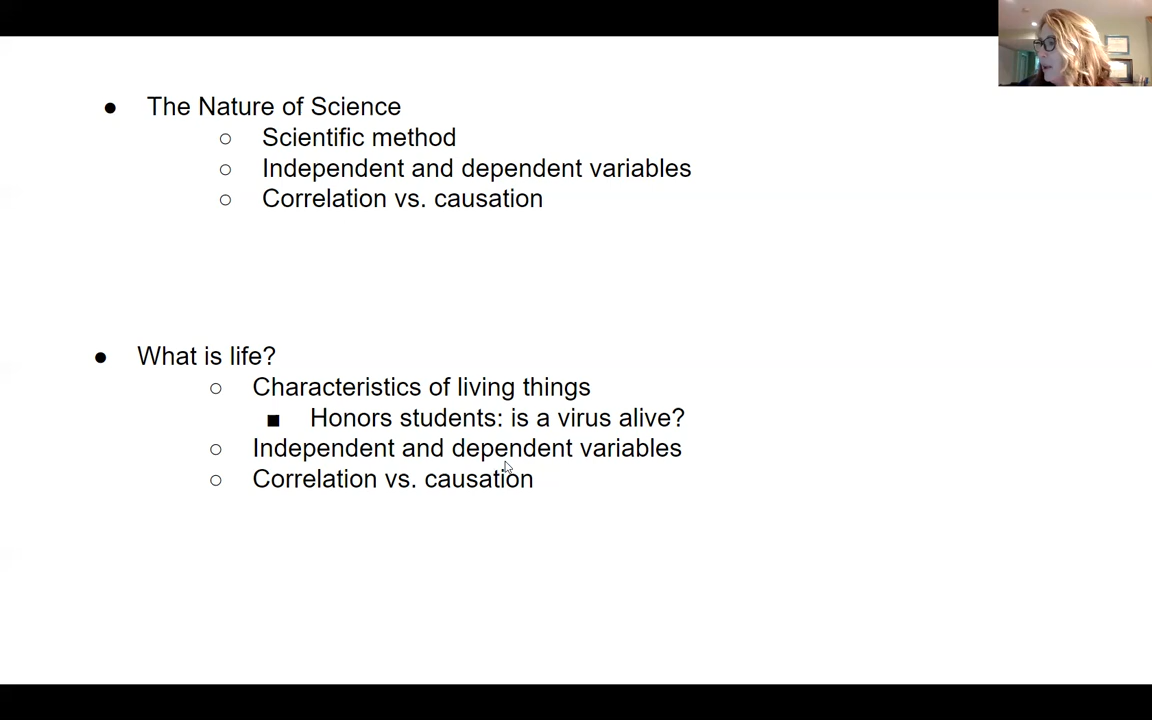 ● The Nature of Science
○ Scientific method
○ Independent and dependent variables
○ Correlation vs. causation
● What is life?
○ Characteristics of living things
■ Honors students: is a virus alive?
○ Independent and dependent variables
○ Correlation vs. causation